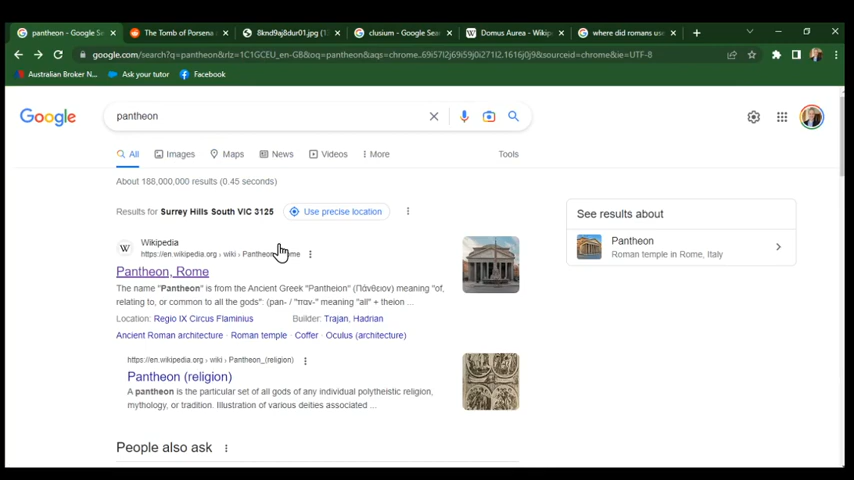 pantheon - Google Se
The Tomb of Porsena
8knd9aj8dur01.jpg (1
clusium - Google Sear
Domus Aurea - Wikipe
where did romans use
google.com/search?q=pantheon&rlz=1C1GCEU_en-GB&oq=pantheon&aqs=chrome..69i57j2j69i59j0i271l2.1616j0j9&sourceid=chrome&ie=UTF-8
Australian Broker N...
Ask your tutor
Facebook
Google
pantheon
All
Images
Maps
News
Videos
More
Tools
About 188,000,000 results (0.45 seconds)
Results for Surrey Hills South VIC 3125
Use precise location
See results about
Pantheon
Roman temple in Rome, Italy
W
Wikipedia
https://en.wikipedia.org › wiki › Pantheon,_Rome
Pantheon, Rome
The name "Pantheon" is from the Ancient Greek "Pantheion" (Πάνθειον) meaning "of,
relating to, or common to all the gods": (pan- / "παν-" meaning "all" + theion ...
Location: Regio IX Circus Flaminius
Builder: Trajan, Hadrian
Ancient Roman architecture · Roman temple · Coffer · Oculus (architecture)
https://en.wikipedia.org › wiki › Pantheon_(religion)
Pantheon (religion)
A pantheon is the particular set of all gods of any individual polytheistic religion,
mythology, or tradition. Illustration of various deities associated ...
People also ask